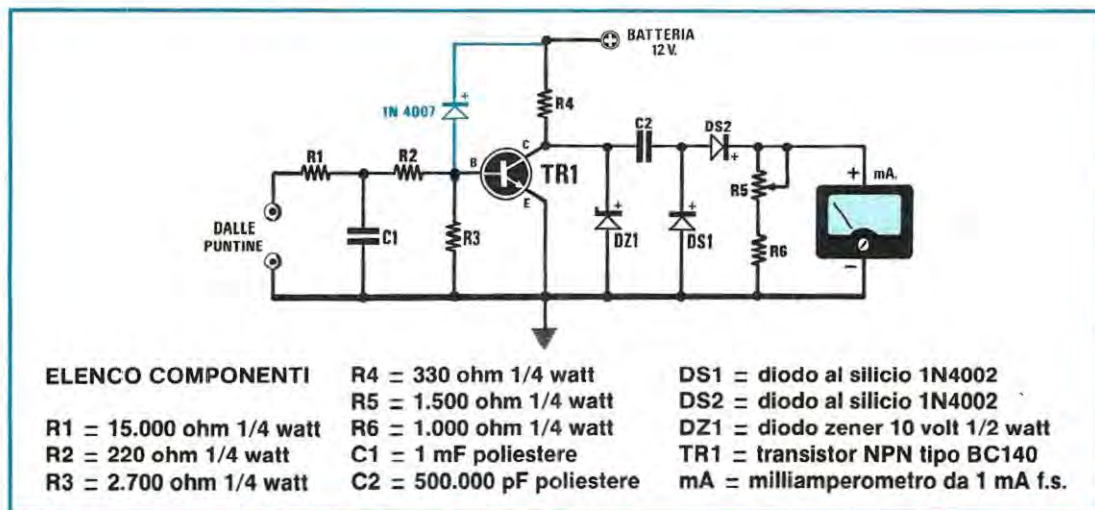 BATTERIA
12 V.
1N 4007
R4
C2
DS2
R1
R2
B
C
TR1
E
R5
+
mA.
DALLE
PUNTINE
C1
R3
+
DZ1
+
DS1
+
R6
−
ELENCO COMPONENTI
R1 = 15.000 ohm 1/4 watt
R2 = 220 ohm 1/4 watt
R3 = 2.700 ohm 1/4 watt
R4 = 330 ohm 1/4 watt
R5 = 1.500 ohm 1/4 watt
R6 = 1.000 ohm 1/4 watt
C1 = 1 mF poliestere
C2 = 500.000 pF poliestere
DS1 = diodo al silicio 1N4002
DS2 = diodo al silicio 1N4002
DZ1 = diodo zener 10 volt 1/2 watt
TR1 = transistor NPN tipo BC140
mA = milliamperometro da 1 mA f.s.